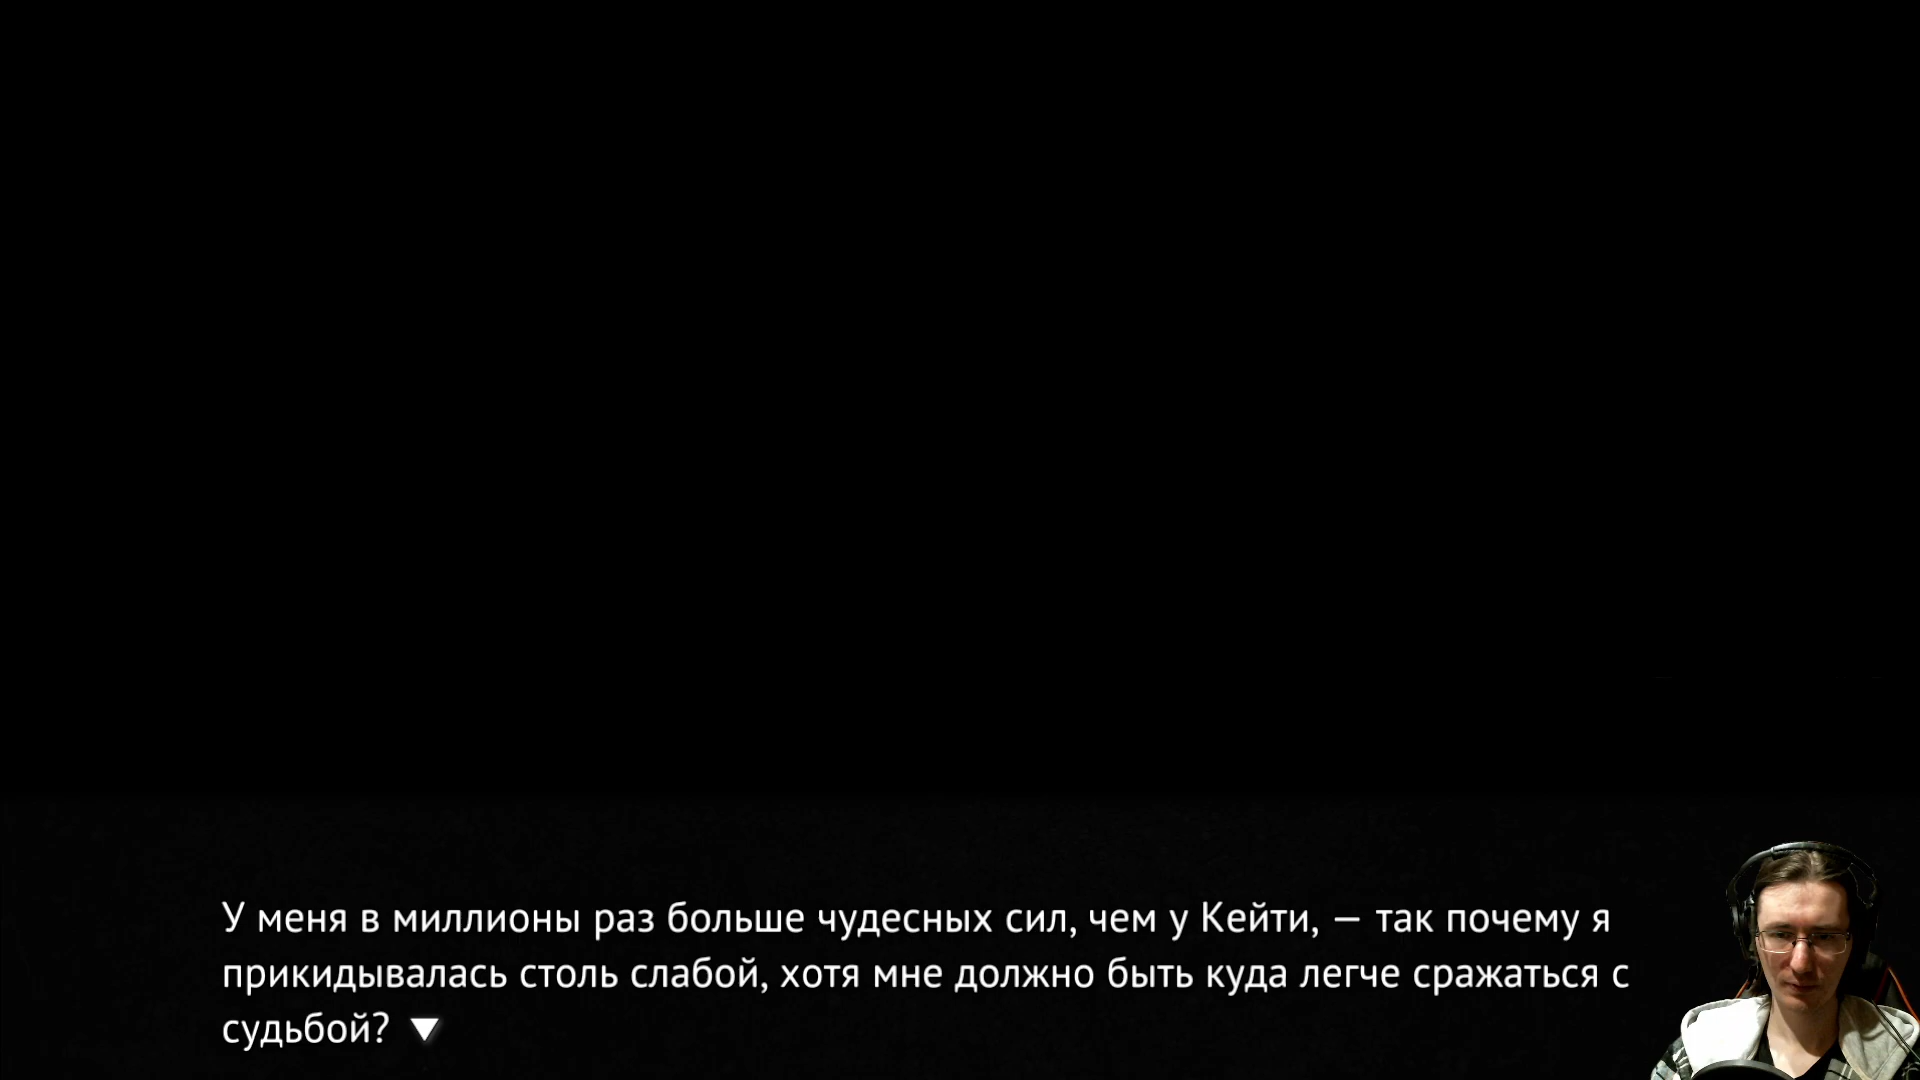 У меня в миллионы раз больше чудесных сил, чем у Кейти, — так почему я
прикидывалась столь слабой, хотя мне должно быть куда легче сражаться с
судьбой?